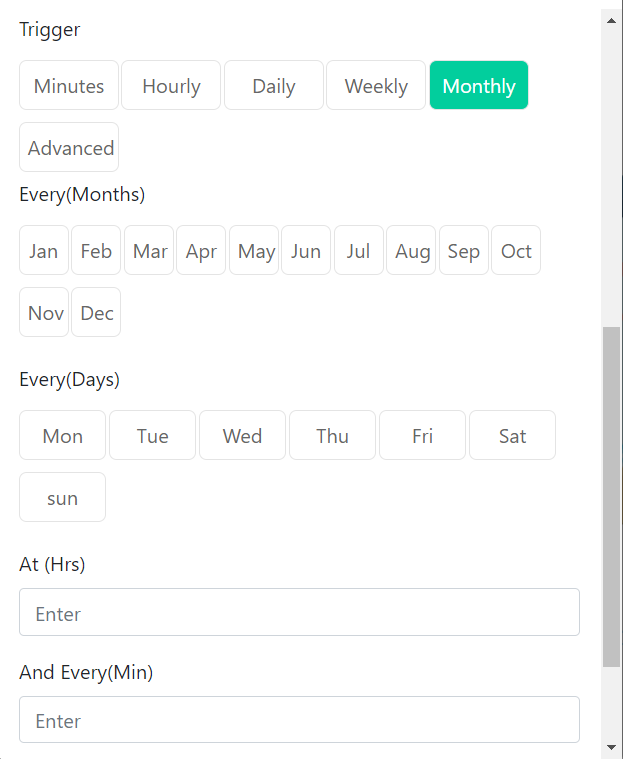 Trigger
Minutes Hourly Daily Weekly Monthly
Advanced
Every(Months)
Jan Feb Mar Apr May Jun Jul Aug Sep Oct
Nov Dec
Every(Days)
Mon Tue Wed Thu Fri Sat
sun
At (Hrs)
Enter
And Every(Min)
Enter